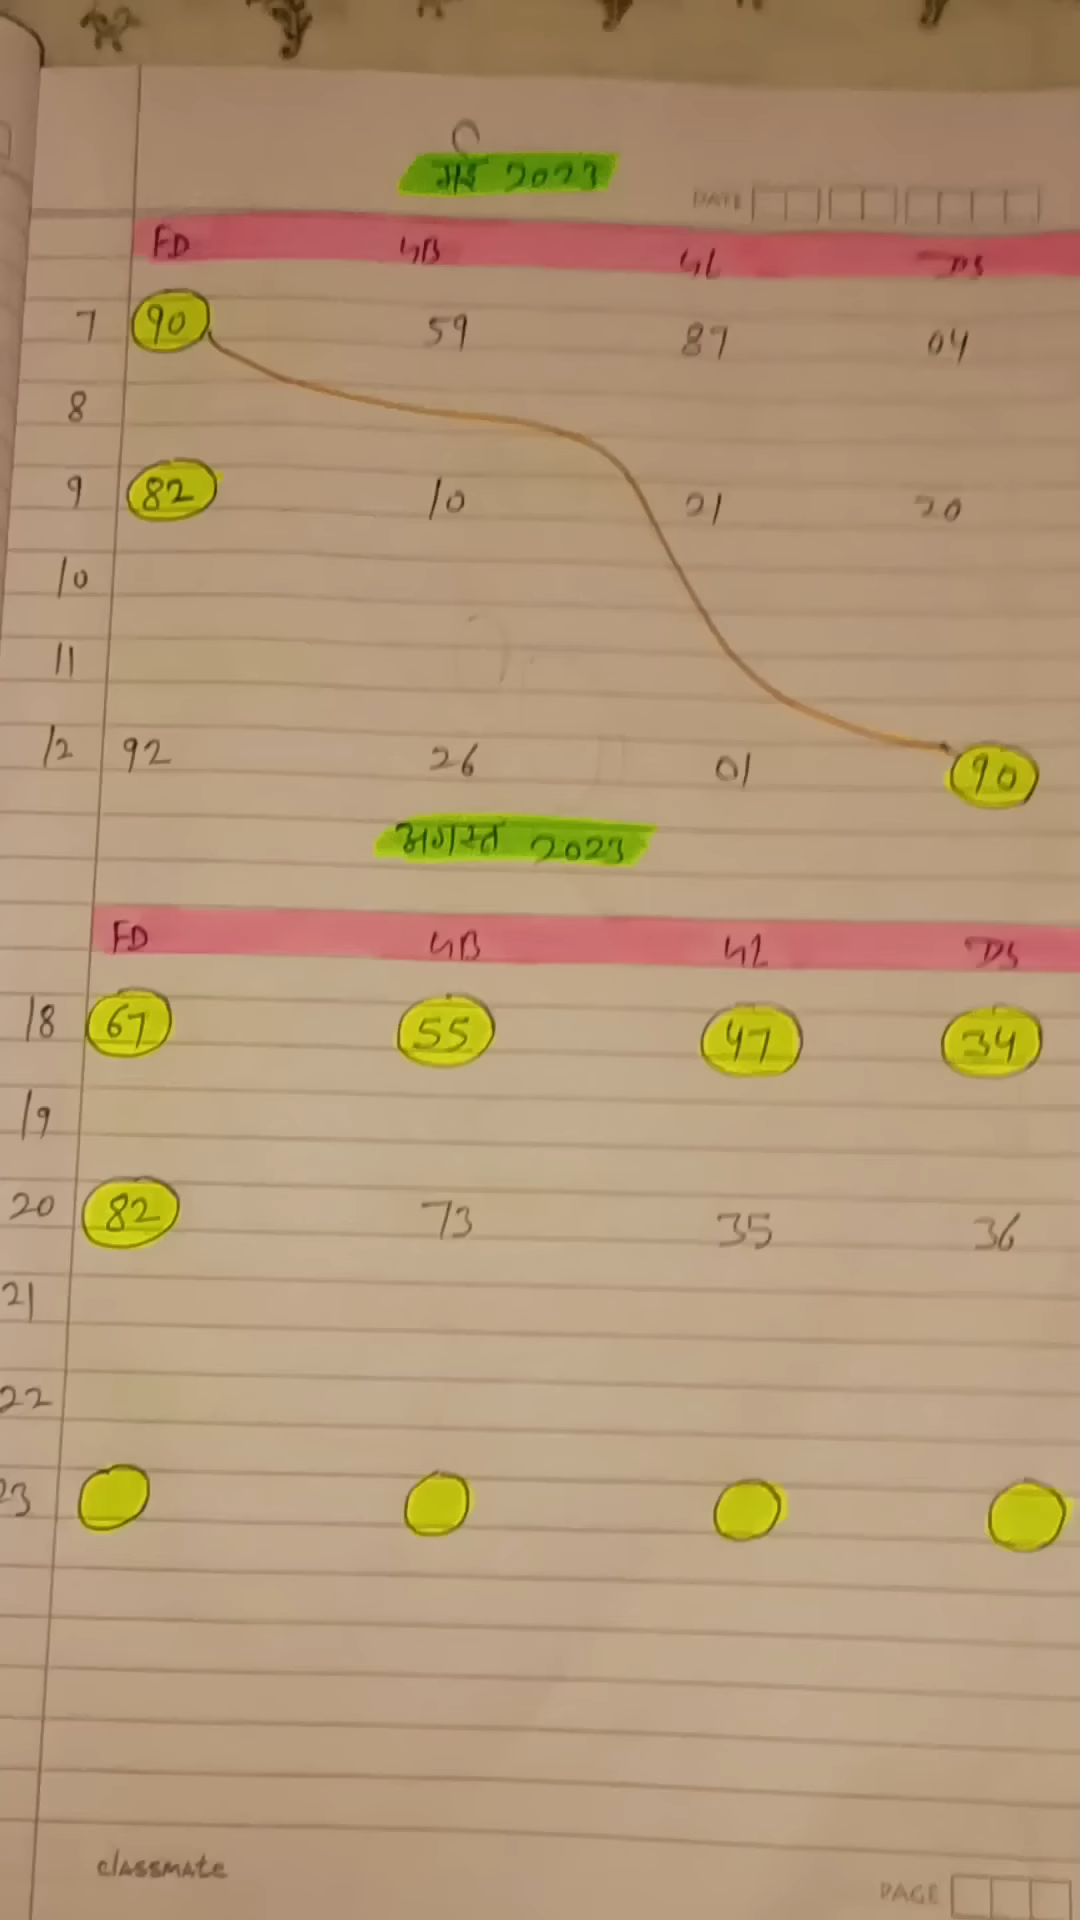 मई 2023
DATE
FD GB GL DS
7 90 59 87 04
8
9 82 10 21 20
10
11
12 92 26 01 90
अगस्त 2023
FD GB GL DS
18 67 55 47 34
19
20 82 73 35 36
21
22
23
classmate
PAGE